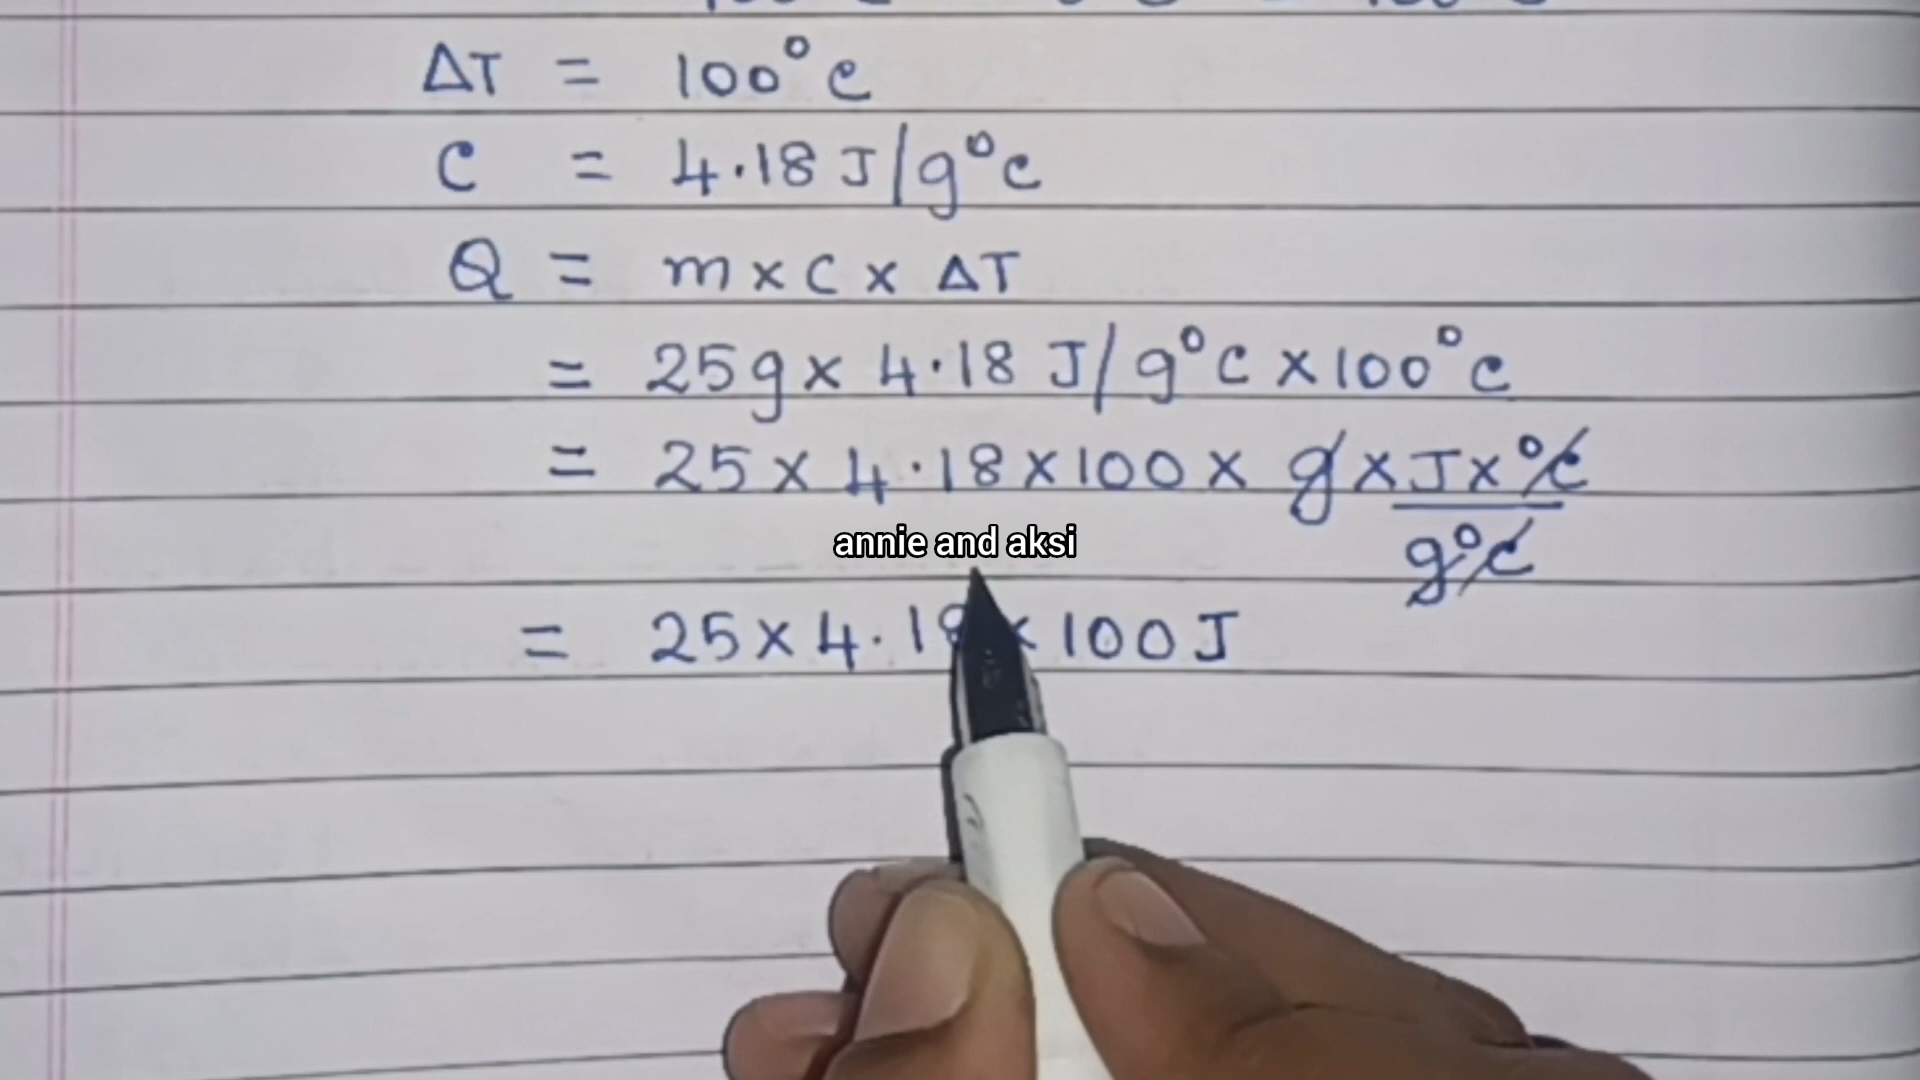 ΔT = 100°C
C = 4.18 J/g°C
Q = m x C x ΔT
= 25g x 4.18 J/g°C x 100°C
= 25 x 4.18 x 100 x g x J x °C
g°C
annie and aksi
= 25 x 4.18 x 100 J